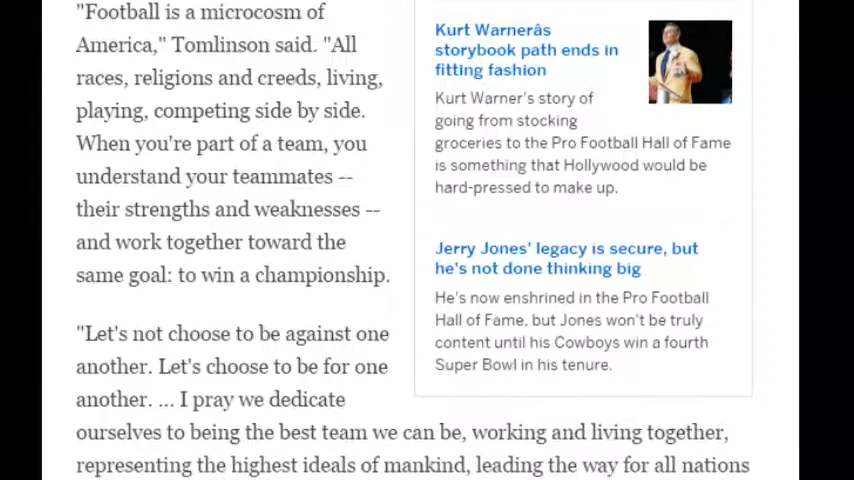 "Football is a microcosm of
America," Tomlinson said. "All
races, religions and creeds, living,
playing, competing side by side.
When you're part of a team, you
understand your teammates --
their strengths and weaknesses --
and work together toward the
same goal: to win a championship.
"Let's not choose to be against one
another. Let's choose to be for one
another. ... I pray we dedicate
ourselves to being the best team we can be, working and living together,
representing the highest ideals of mankind, leading the way for all nations
Kurt Warnerâs
storybook path ends in
fitting fashion
Kurt Warner's story of
going from stocking
groceries to the Pro Football Hall of Fame
is something that Hollywood would be
hard-pressed to make up.
Jerry Jones' legacy is secure, but
he's not done thinking big
He's now enshrined in the Pro Football
Hall of Fame, but Jones won't be truly
content until his Cowboys win a fourth
Super Bowl in his tenure.